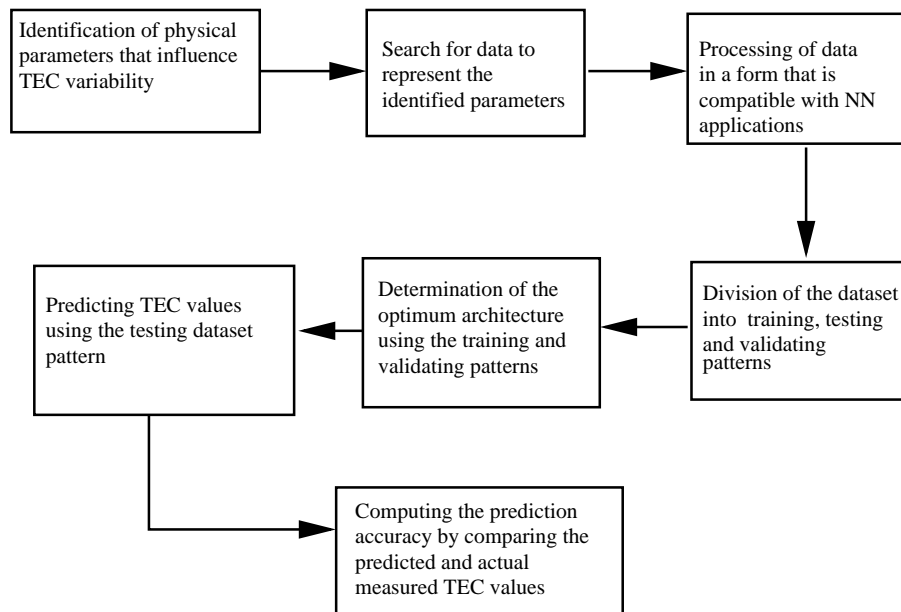 Identification of physical
parameters that influence
TEC variability
Search for data to
represent the
identified parameters
Processing of data
in a form that is
compatible with NN
applications
Division of the dataset
into training, testing
and validating
patterns
Determination of the
optimum architecture
using the training and
validating patterns
Predicting TEC values
using the testing dataset
pattern
Computing the prediction
accuracy by comparing the
predicted and actual
measured TEC values